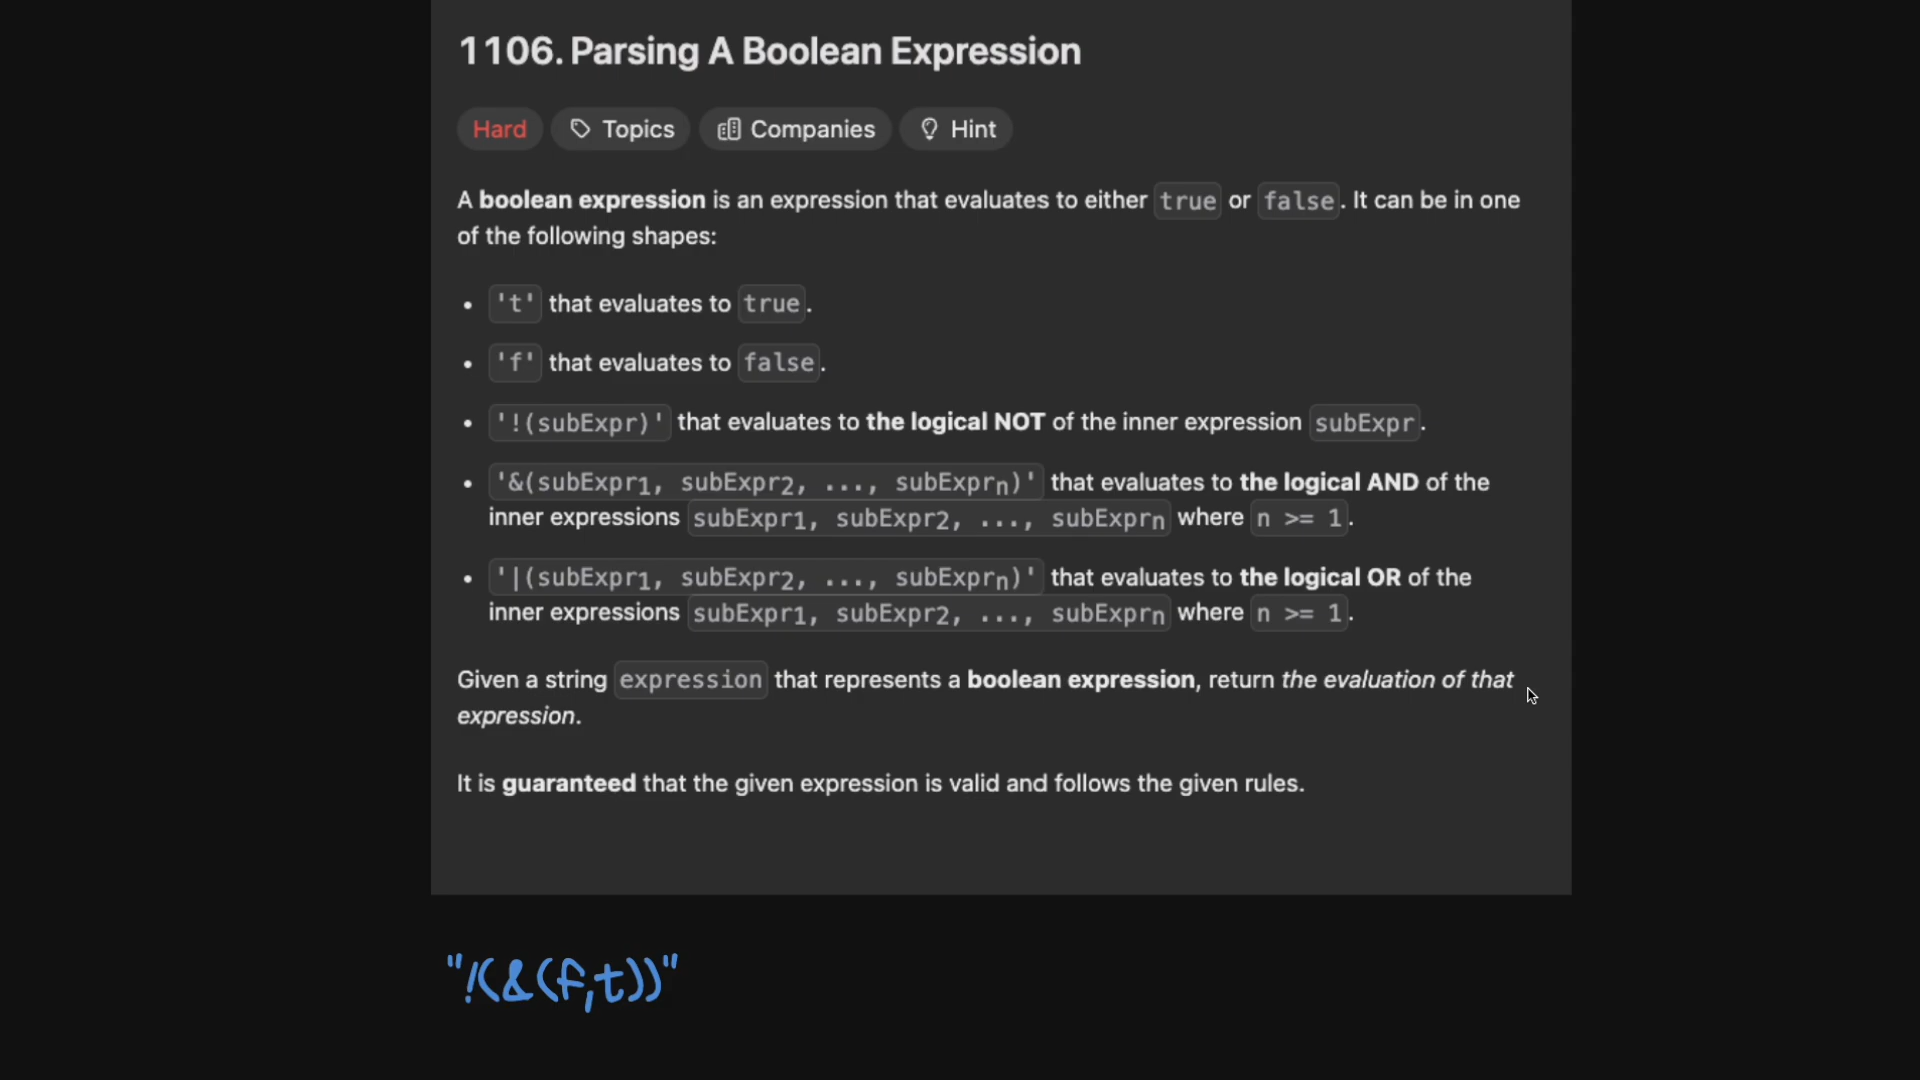 1106. Parsing A Boolean Expression
Hard Topics Companies Hint
A boolean expression is an expression that evaluates to either true or false. It can be in one
of the following shapes:
• 't' that evaluates to true.
• 'f' that evaluates to false.
• '!(subExpr)' that evaluates to the logical NOT of the inner expression subExpr.
• '&(subExpr1, subExpr2, ..., subExprn)' that evaluates to the logical AND of the
inner expressions subExpr1, subExpr2, ..., subExprn where n >= 1.
• '|(subExpr1, subExpr2, ..., subExprn)' that evaluates to the logical OR of the
inner expressions subExpr1, subExpr2, ..., subExprn where n >= 1.
Given a string expression that represents a boolean expression, return the evaluation of that
expression.
It is guaranteed that the given expression is valid and follows the given rules.
"!(&(f,t))"